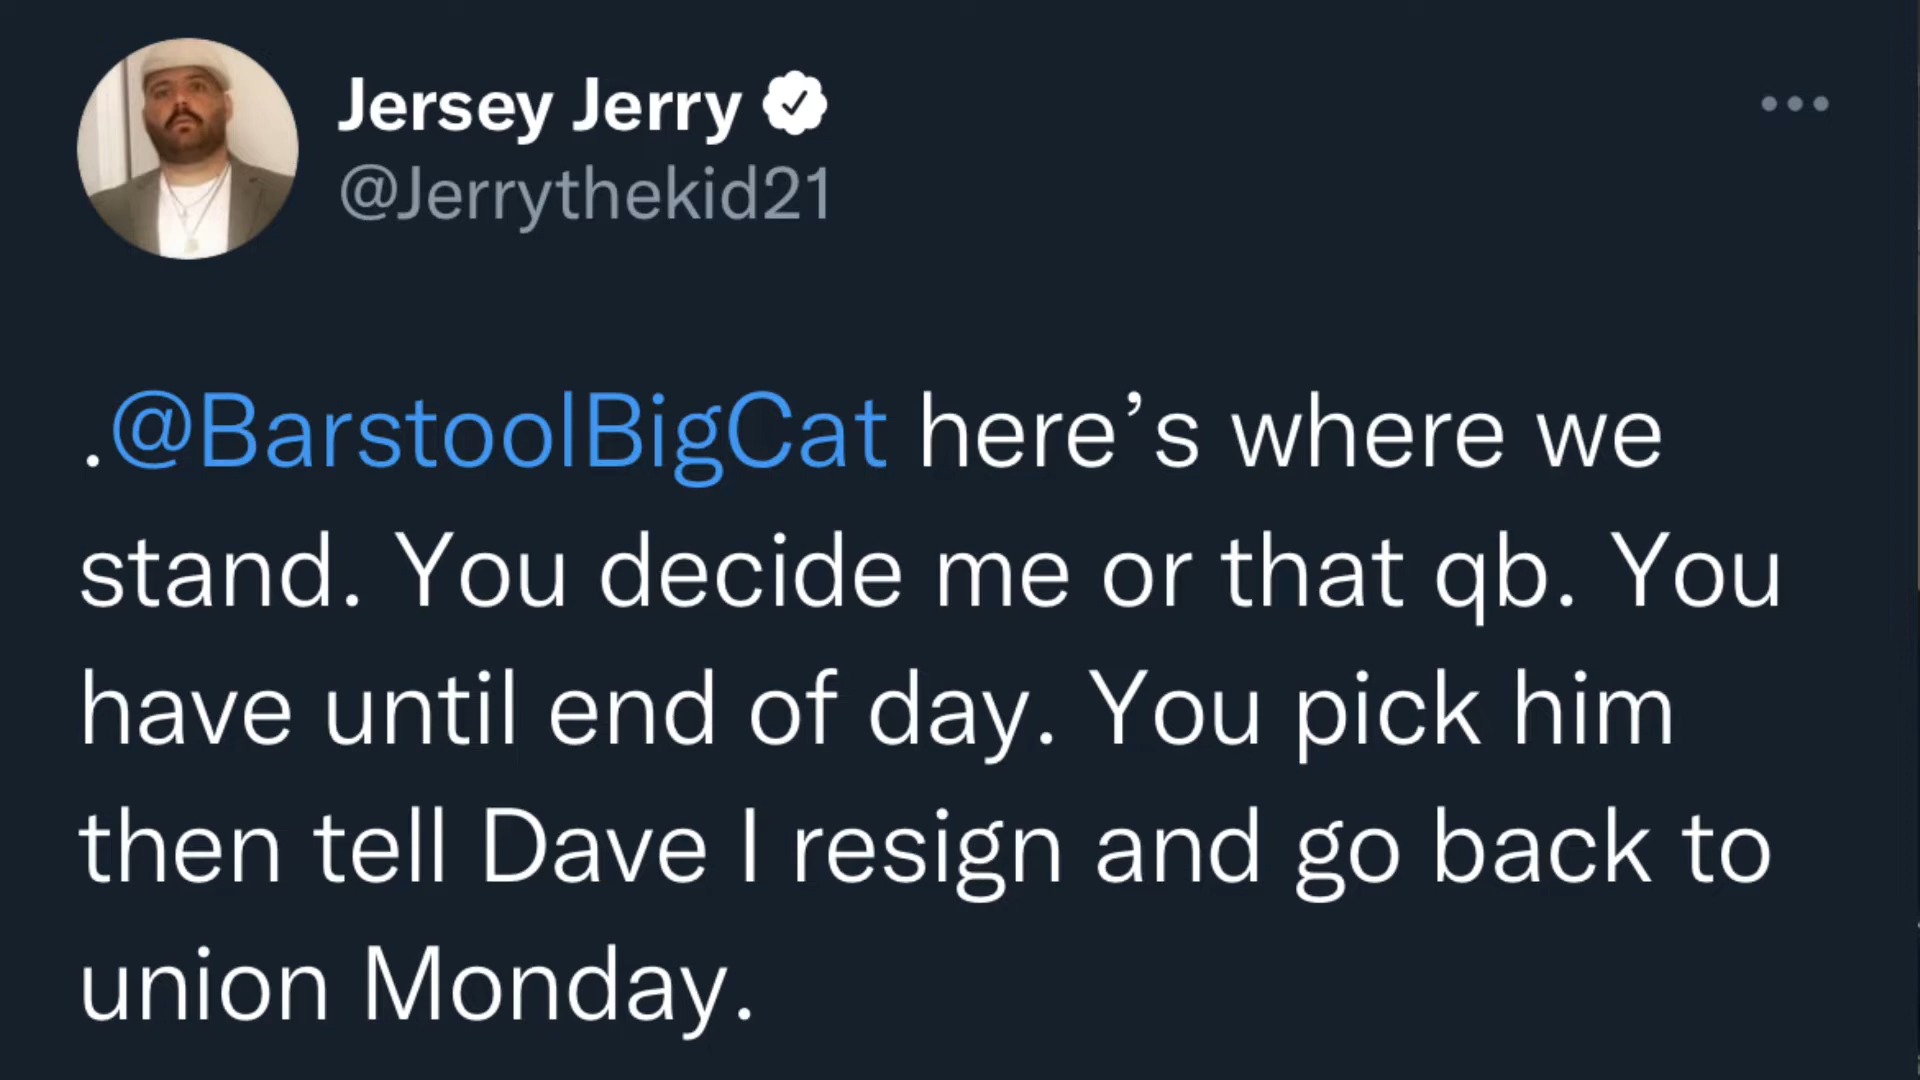 Jersey Jerry
@Jerrythekid21
.@BarstoolBigCat here’s where we
stand. You decide me or that qb. You
have until end of day. You pick him
then tell Dave I resign and go back to
union Monday.